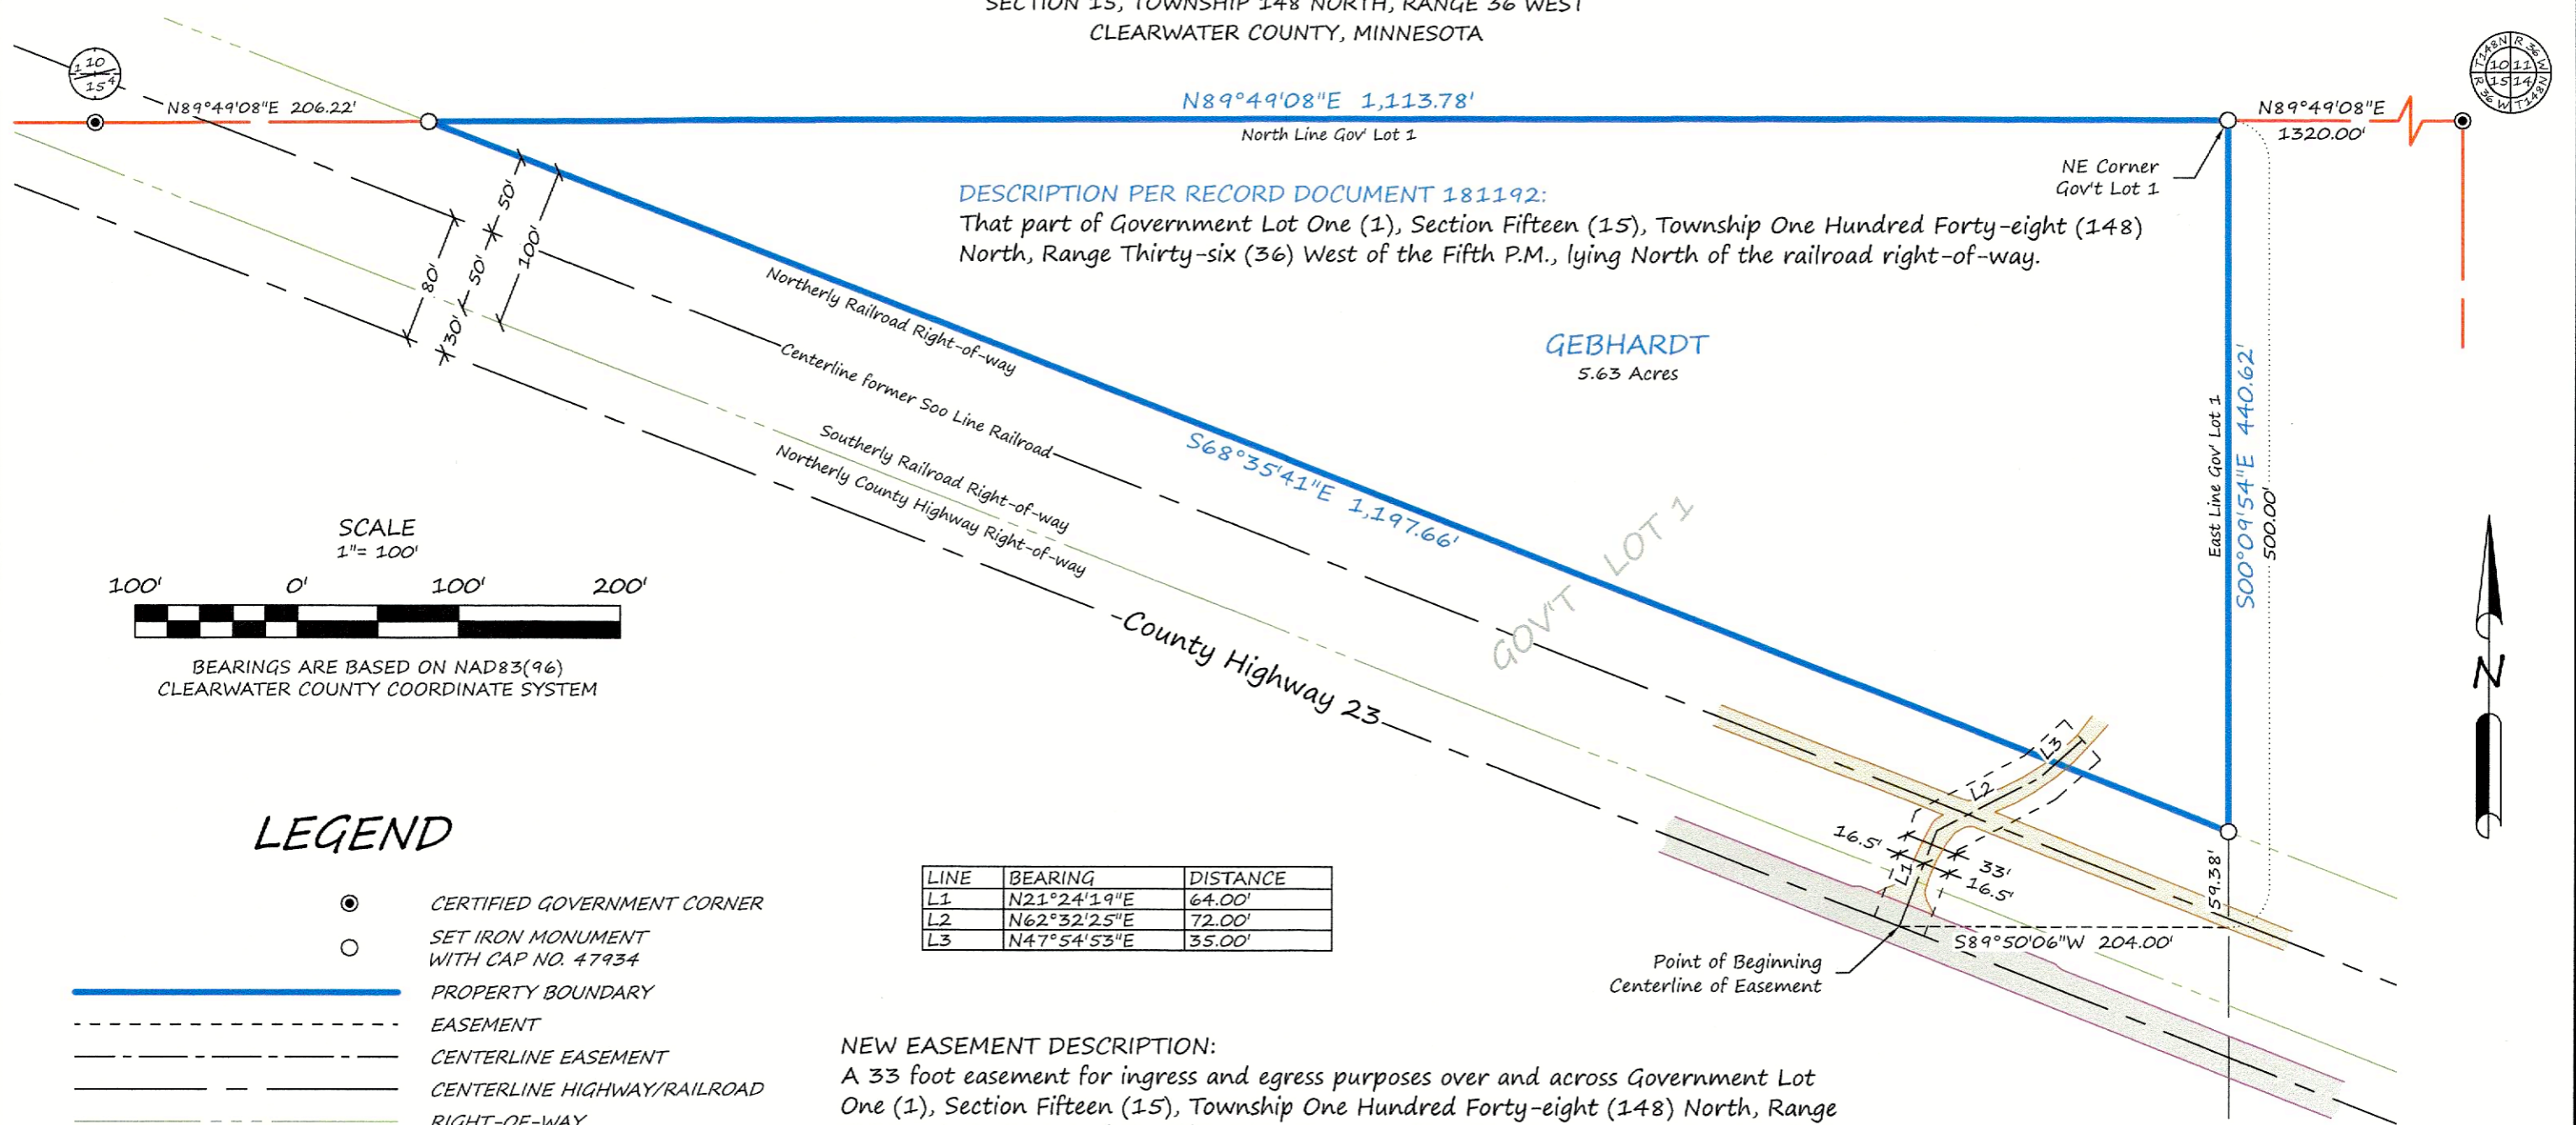 SECTION 15, TOWNSHIP 148 NORTH, RANGE 36 WEST
CLEARWATER COUNTY, MINNESOTA
1 10
15 4
N89°49'08"E 206.22'
N89°49'08"E 1,113.78'
North Line Gov' Lot 1
T148N R 36 W
10 11
15 14
R 36 W T148N
N89°49'08"E
1320.00'
NE Corner
Gov't Lot 1
DESCRIPTION PER RECORD DOCUMENT 181192:
That part of Government Lot One (1), Section Fifteen (15), Township One Hundred Forty-eight (148)
North, Range Thirty-six (36) West of the Fifth P.M., lying North of the railroad right-of-way.
50'
100'
50'
80'
30'
Northerly Railroad Right-of-way
Centerline former Soo Line Railroad
Southerly Railroad Right-of-way
Northerly County Highway Right-of-way
GEBHARDT
5.63 Acres
S68°35'41"E 1,197.66'
GOV'T LOT 1
East Line Gov' Lot 1
S00°09'54"E 440.62'
500.00'
N
SCALE
1"= 100'
100' 0' 100' 200'
BEARINGS ARE BASED ON NAD83(96)
CLEARWATER COUNTY COORDINATE SYSTEM
County Highway 23
L3
L2
L1
16.5'
33'
16.5'
59.38'
S89°50'06"W 204.00'
Point of Beginning
Centerline of Easement
LEGEND
CERTIFIED GOVERNMENT CORNER
SET IRON MONUMENT
WITH CAP NO. 47934
PROPERTY BOUNDARY
EASEMENT
CENTERLINE EASEMENT
CENTERLINE HIGHWAY/RAILROAD
RIGHT-OF-WAY
LINE BEARING DISTANCE
L1 N21°24'19"E 64.00'
L2 N62°32'25"E 72.00'
L3 N47°54'53"E 35.00'
NEW EASEMENT DESCRIPTION:
A 33 foot easement for ingress and egress purposes over and across Government Lot
One (1), Section Fifteen (15), Township One Hundred Forty-eight (148) North, Range